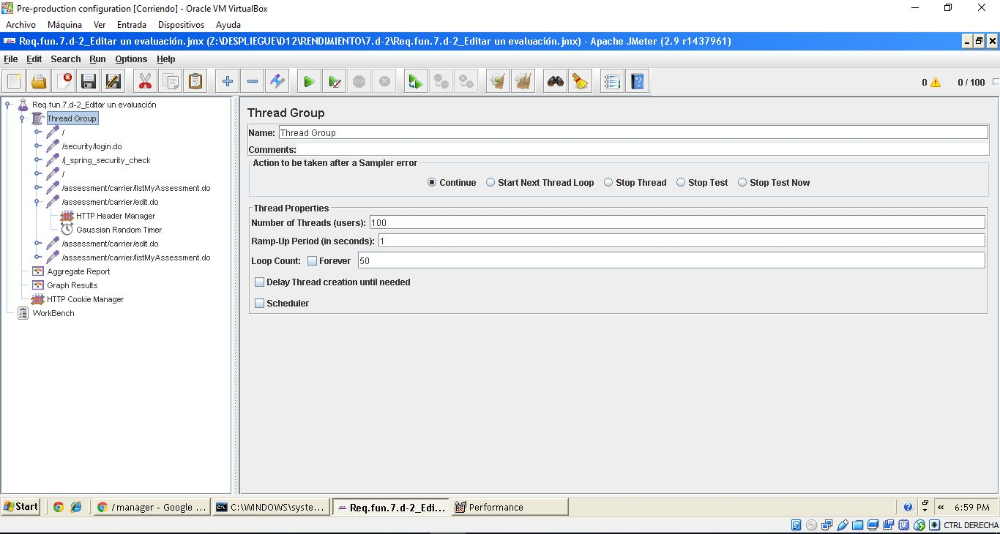 Pre-production configuration [Corriendo] - Oracle VM VirtualBox
Archivo Máquina Ver Entrada Dispositivos Ayuda
Req.fun.7.d-2_Editar un evaluación.jmx (Z:\DESPLIEGUE\D12\RENDIMIENTO\7.d-2\Req.fun.7.d-2_Editar un evaluación.jmx) - Apache JMeter (2.9 r1437961)
File Edit Search Run Options Help
0 0 / 100
Req.fun.7.d-2_Editar un evaluación
Thread Group
/
/security/login.do
/j_spring_security_check
/
/assessment/carrier/listMyAssessment.do
/assessment/carrier/edit.do
HTTP Header Manager
Gaussian Random Timer
/assessment/carrier/edit.do
/assessment/carrier/listMyAssessment.do
Aggregate Report
Graph Results
HTTP Cookie Manager
WorkBench
Thread Group
Name: Thread Group
Comments:
Action to be taken after a Sampler error
Continue Start Next Thread Loop Stop Thread Stop Test Stop Test Now
Thread Properties
Number of Threads (users): 100
Ramp-Up Period (in seconds): 1
Loop Count: Forever 50
Delay Thread creation until needed
Scheduler
Start /manager - Google ... C:\WINDOWS\syste... Req.fun.7.d-2_Edi... Performance « 6:59 PM
CTRL DERECHA